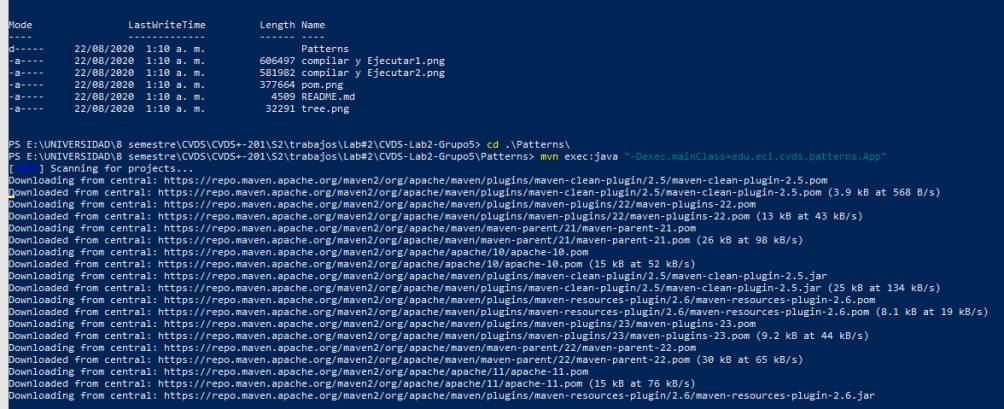 Mode                LastWriteTime         Length Name
----                -------------         ------ ----
d-----       22/08/2020  1:10 a. m.                Patterns
-a----       22/08/2020  1:10 a. m.         606497 compilar y Ejecutar1.png
-a----       22/08/2020  1:10 a. m.         581982 compilar y Ejecutar2.png
-a----       22/08/2020  1:10 a. m.         377664 pom.png
-a----       22/08/2020  1:10 a. m.           4509 README.md
-a----       22/08/2020  1:10 a. m.          32291 tree.png
PS E:\UNIVERSIDAD\8 semestre\CVDS\CVDS+-201\S2\trabajos\Lab#2\CVDS-Lab2-Grupo5> cd .\Patterns\
PS E:\UNIVERSIDAD\8 semestre\CVDS\CVDS+-201\S2\trabajos\Lab#2\CVDS-Lab2-Grupo5\Patterns> mvn exec:java "-Dexec.mainClass=edu.eci.cvds.patterns.App"
[INFO] Scanning for projects...
Downloading from central: https://repo.maven.apache.org/maven2/org/apache/maven/plugins/maven-clean-plugin/2.5/maven-clean-plugin-2.5.pom
Downloaded from central: https://repo.maven.apache.org/maven2/org/apache/maven/plugins/maven-clean-plugin/2.5/maven-clean-plugin-2.5.pom (3.9 kB at 568 B/s)
Downloading from central: https://repo.maven.apache.org/maven2/org/apache/maven/plugins/maven-plugins/22/maven-plugins-22.pom
Downloaded from central: https://repo.maven.apache.org/maven2/org/apache/maven/plugins/maven-plugins/22/maven-plugins-22.pom (13 kB at 43 kB/s)
Downloading from central: https://repo.maven.apache.org/maven2/org/apache/maven/maven-parent/21/maven-parent-21.pom
Downloaded from central: https://repo.maven.apache.org/maven2/org/apache/maven/maven-parent/21/maven-parent-21.pom (26 kB at 98 kB/s)
Downloading from central: https://repo.maven.apache.org/maven2/org/apache/apache/10/apache-10.pom
Downloaded from central: https://repo.maven.apache.org/maven2/org/apache/apache/10/apache-10.pom (15 kB at 52 kB/s)
Downloading from central: https://repo.maven.apache.org/maven2/org/apache/maven/plugins/maven-clean-plugin/2.5/maven-clean-plugin-2.5.jar
Downloaded from central: https://repo.maven.apache.org/maven2/org/apache/maven/plugins/maven-clean-plugin/2.5/maven-clean-plugin-2.5.jar (25 kB at 134 kB/s)
Downloading from central: https://repo.maven.apache.org/maven2/org/apache/maven/plugins/maven-resources-plugin/2.6/maven-resources-plugin-2.6.pom
Downloaded from central: https://repo.maven.apache.org/maven2/org/apache/maven/plugins/maven-resources-plugin/2.6/maven-resources-plugin-2.6.pom (8.1 kB at 19 kB/s)
Downloading from central: https://repo.maven.apache.org/maven2/org/apache/maven/plugins/maven-plugins/23/maven-plugins-23.pom
Downloaded from central: https://repo.maven.apache.org/maven2/org/apache/maven/plugins/maven-plugins/23/maven-plugins-23.pom (9.2 kB at 44 kB/s)
Downloading from central: https://repo.maven.apache.org/maven2/org/apache/maven/maven-parent/22/maven-parent-22.pom
Downloaded from central: https://repo.maven.apache.org/maven2/org/apache/maven/maven-parent/22/maven-parent-22.pom (30 kB at 65 kB/s)
Downloading from central: https://repo.maven.apache.org/maven2/org/apache/apache/11/apache-11.pom
Downloaded from central: https://repo.maven.apache.org/maven2/org/apache/apache/11/apache-11.pom (15 kB at 76 kB/s)
Downloading from central: https://repo.maven.apache.org/maven2/org/apache/maven/plugins/maven-resources-plugin/2.6/maven-resources-plugin-2.6.jar